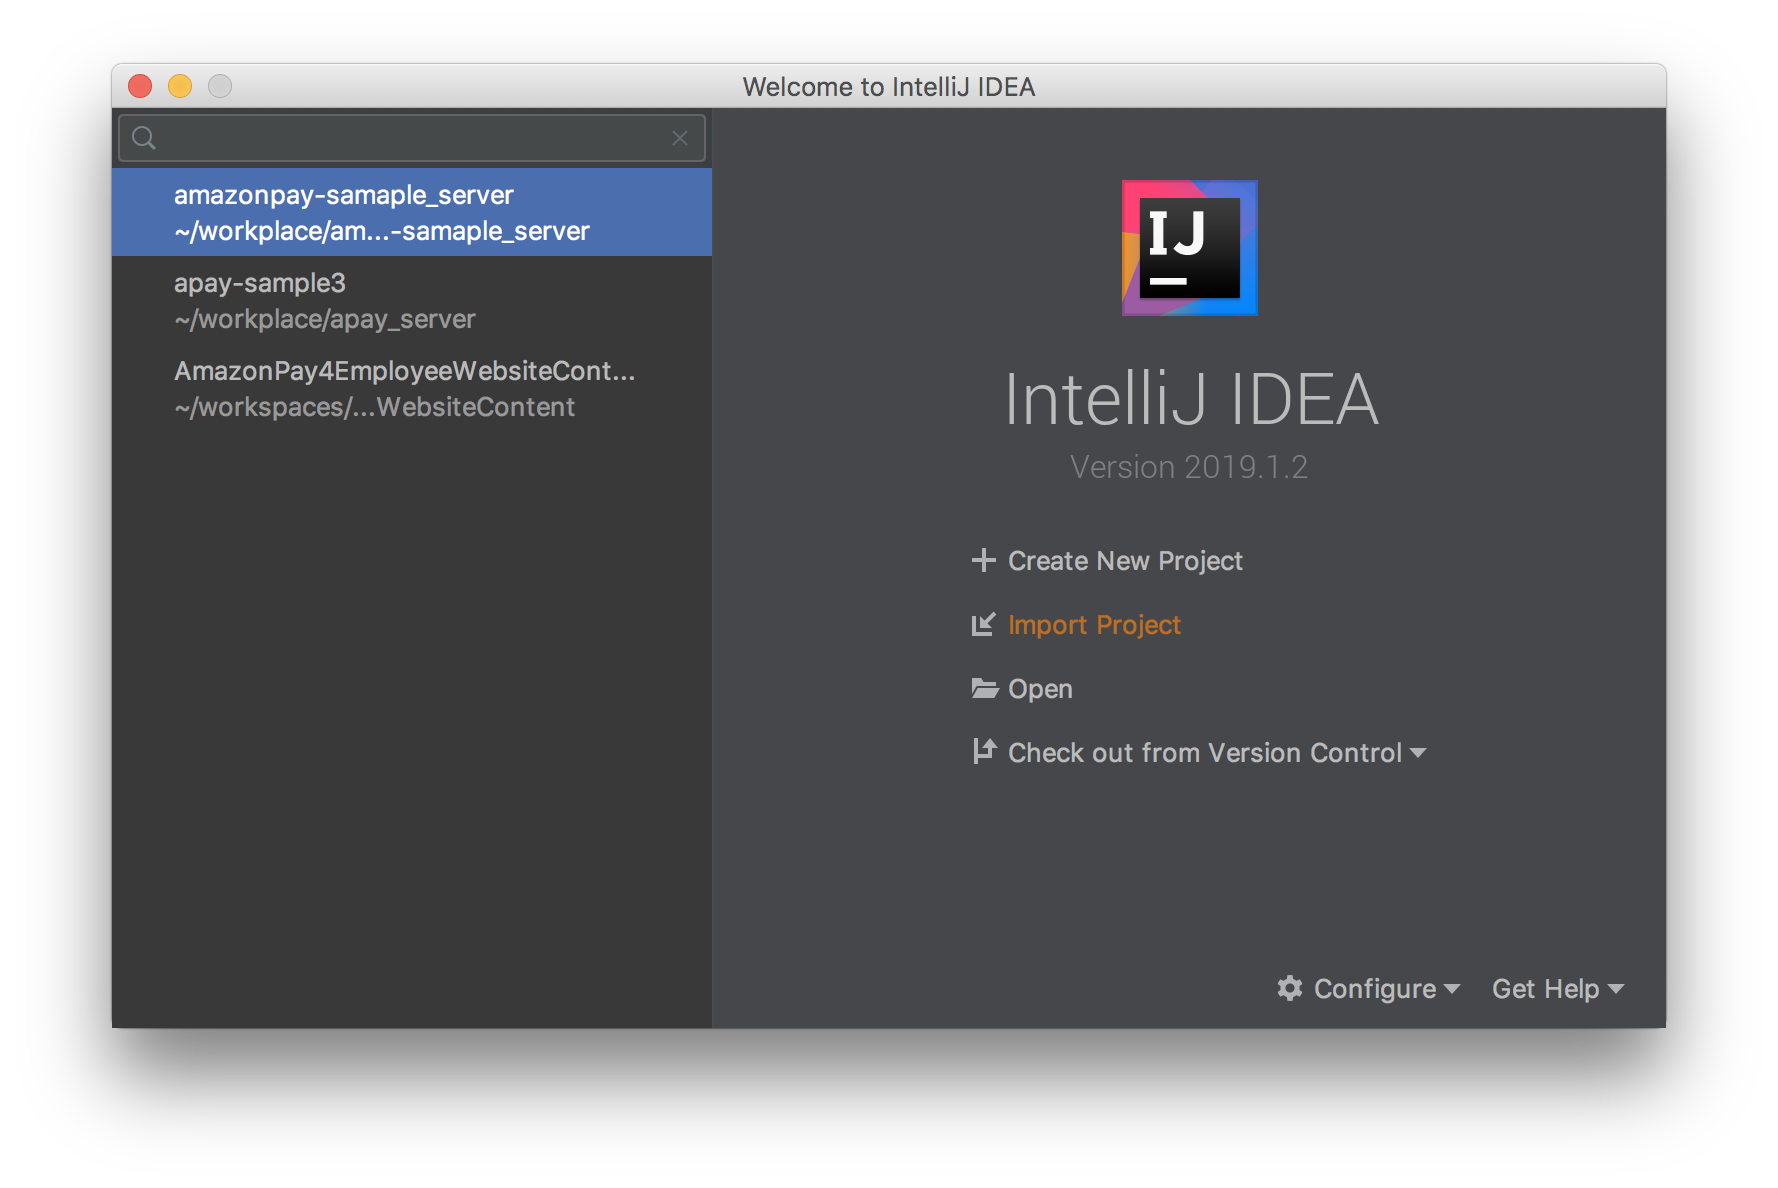 Welcome to IntelliJ IDEA
amazonpay-samaple_server
~/workplace/am...-samaple_server
apay-sample3
~/workplace/apay_server
AmazonPay4EmployeeWebsiteCont...
~/workspaces/...WebsiteContent
IJ
IntelliJ IDEA
Version 2019.1.2
Create New Project
Import Project
Open
Check out from Version Control
Configure
Get Help